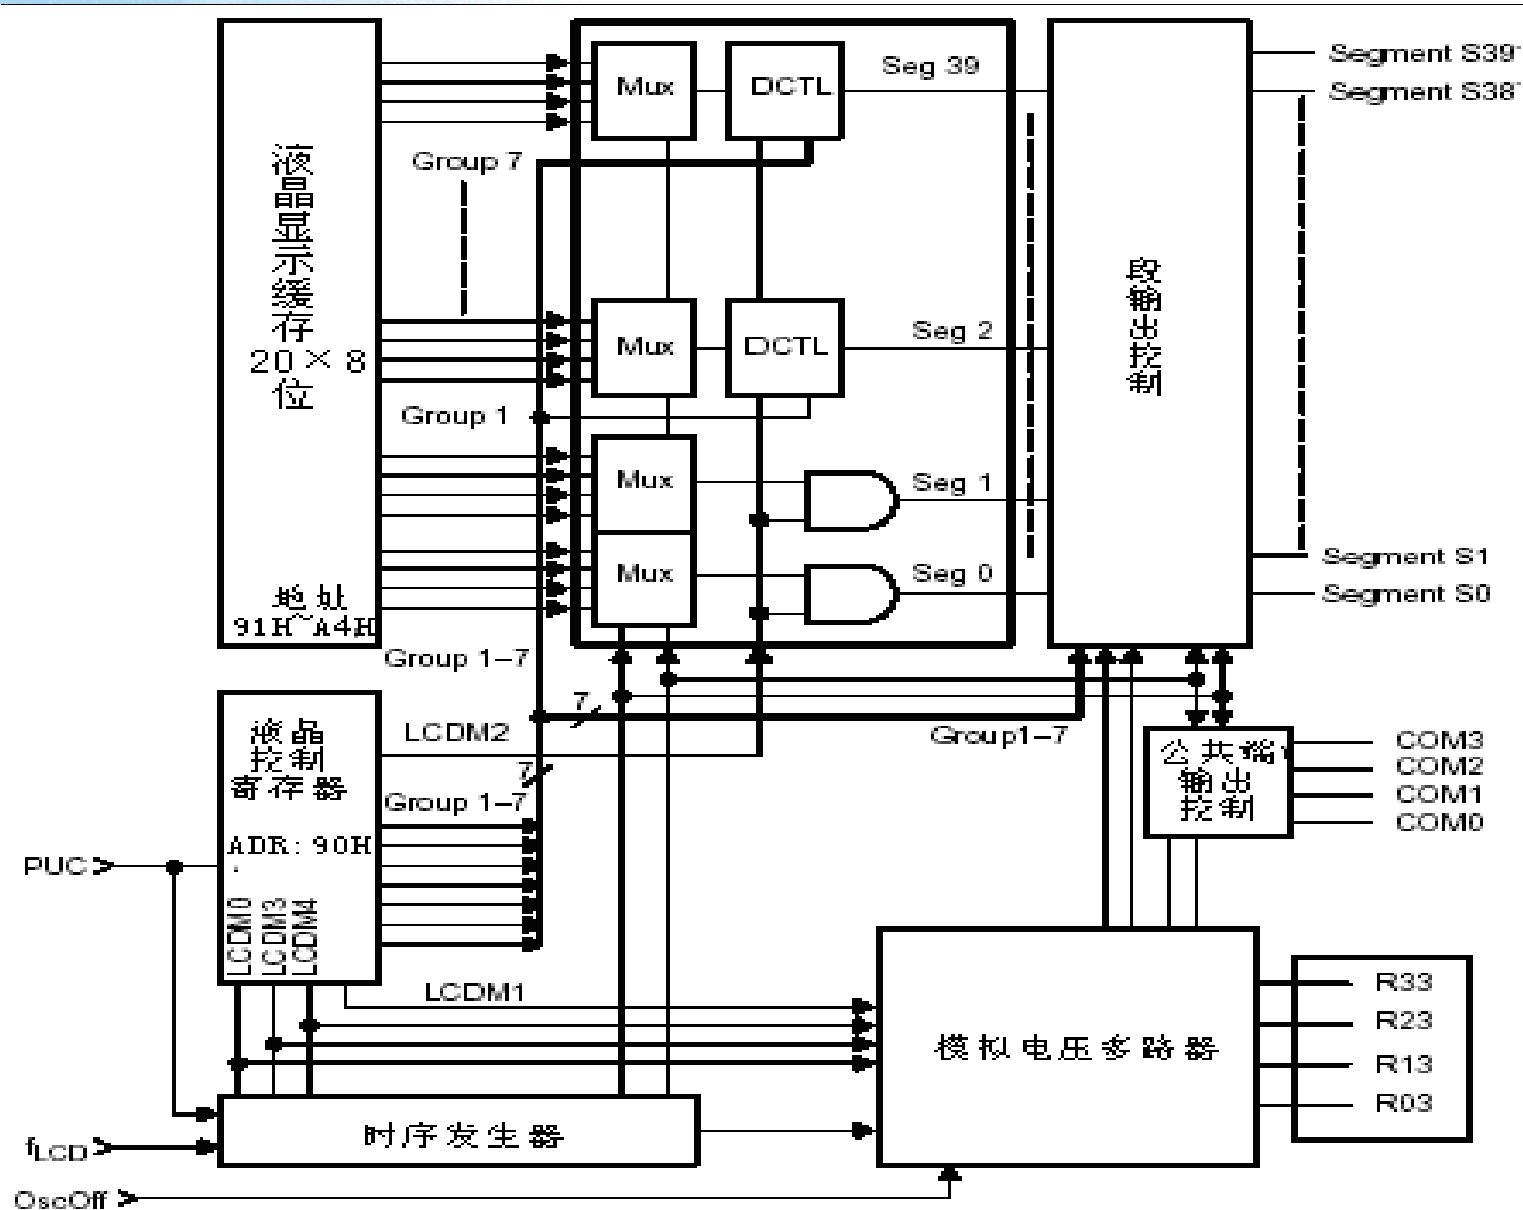 液晶显示缓存
20×8
位
地址
91H~A4H
Group 7
Group 1
Group 1-7
Mux
DCTL
Seg 39
Mux
DCTL
Seg 2
Mux
Seg 1
Mux
Seg 0
段输出控制
Segment S39
Segment S38
Segment S1
Segment S0
液晶
控制
寄存器
ADR:90H
LCDM0
LCDM3
LCDM4
LCDM2
7
7
Group 1-7
Group1-7
LCDM1
公共端
输出
控制
COM3
COM2
COM1
COM0
PUC
fLCD
OscOff
时序发生器
模拟电压多路器
R33
R23
R13
R03